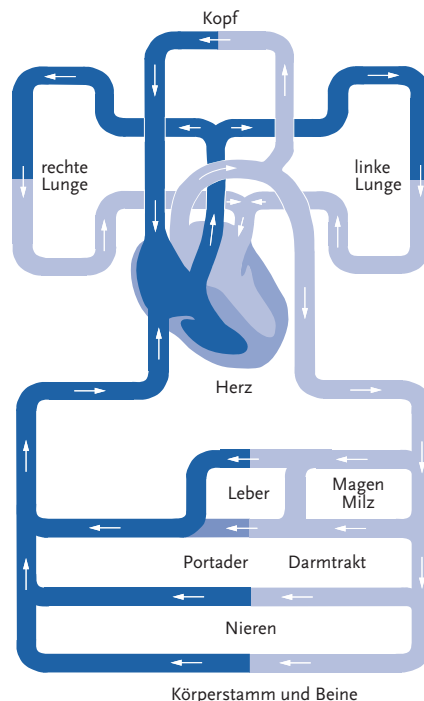 Kopf
rechte
Lunge
linke
Lunge
Herz
Leber
Magen
Milz
Portader
Darmtrakt
Nieren
Körperstamm und Beine